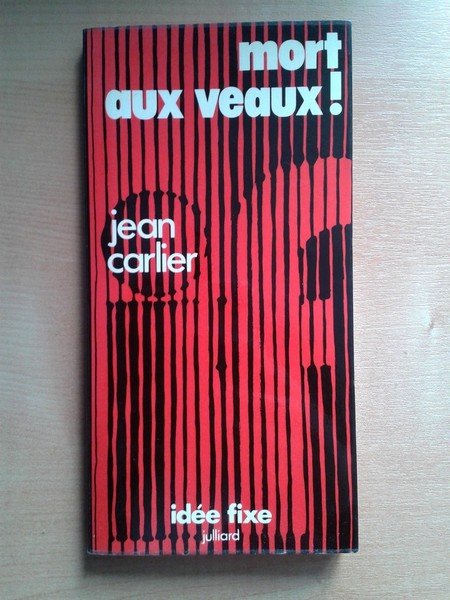 mort
aux veaux!
jean
carlier
idée fixe
julliard